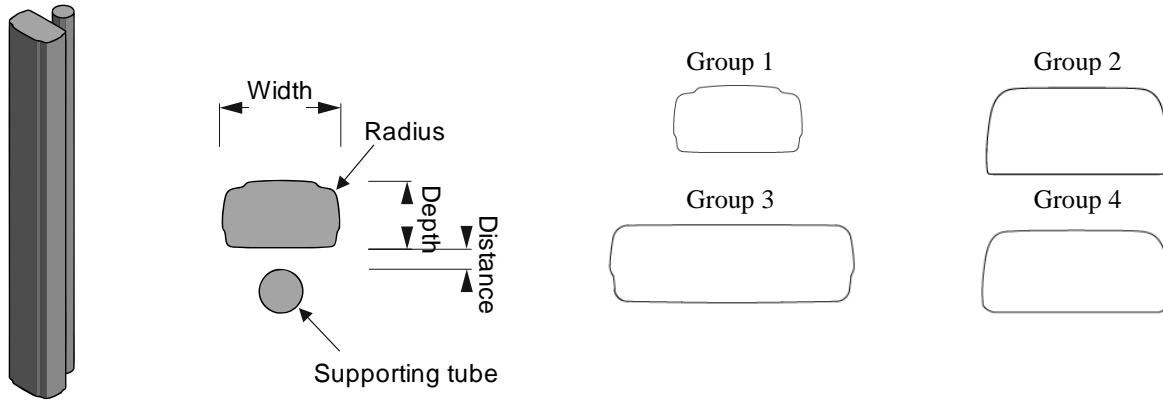 Width
Radius
Depth
Distance
Supporting tube
Group 1
Group 2
Group 3
Group 4